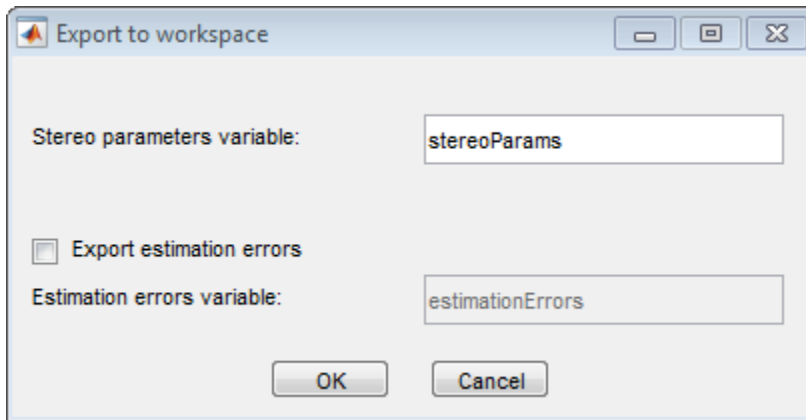 Export to workspace
Stereo parameters variable:
stereoParams
Export estimation errors
Estimation errors variable:
estimationErrors
OK
Cancel